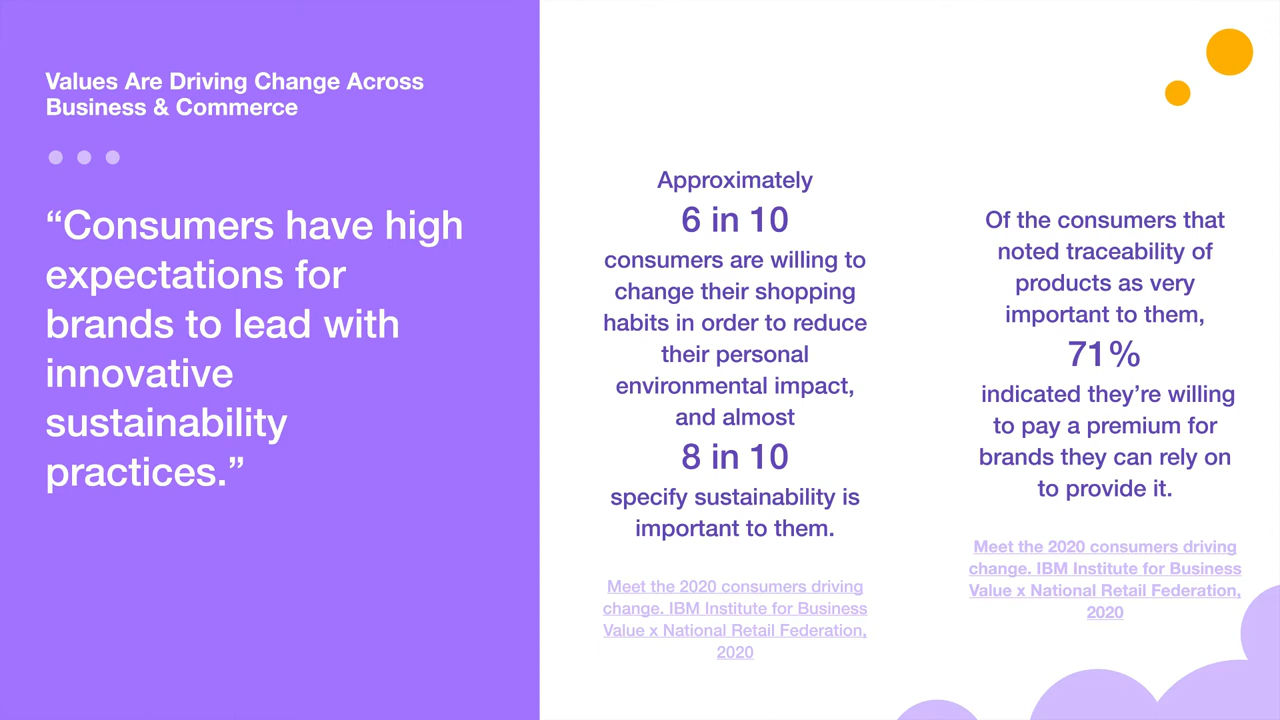 Values Are Driving Change Across
Business & Commerce
“Consumers have high
expectations for
brands to lead with
innovative
sustainability
practices.”
Approximately
6 in 10
consumers are willing to
change their shopping
habits in order to reduce
their personal
environmental impact,
and almost
8 in 10
specify sustainability is
important to them.
Meet the 2020 consumers driving
change. IBM Institute for Business
Value x National Retail Federation,
2020
Of the consumers that
noted traceability of
products as very
important to them,
71%
indicated they’re willing
to pay a premium for
brands they can rely on
to provide it.
Meet the 2020 consumers driving
change. IBM Institute for Business
Value x National Retail Federation,
2020